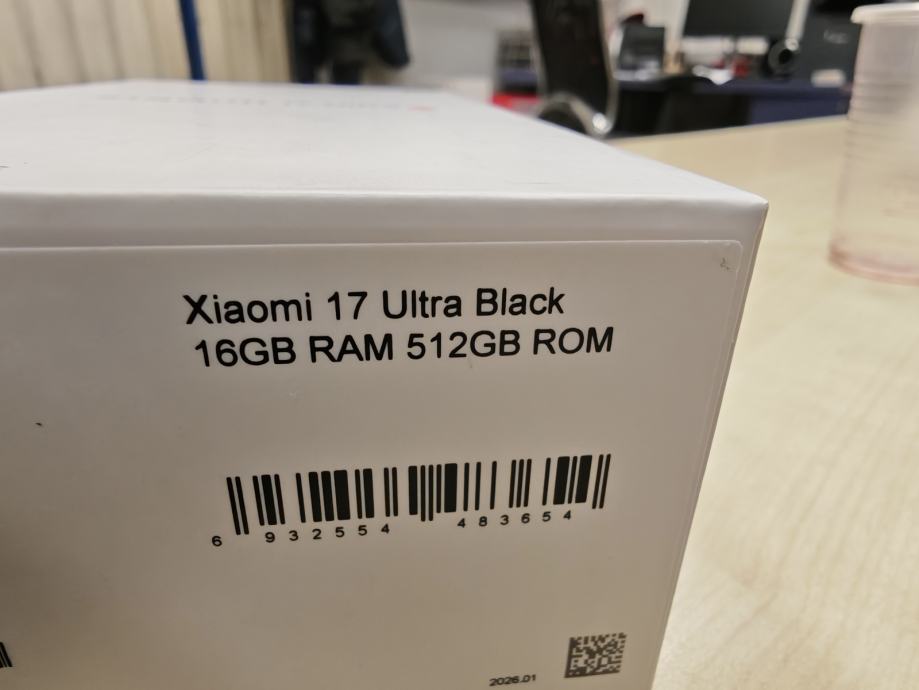 Xiaomi 17 Ultra Black
16GB RAM 512GB ROM
6 932554 483654
2026.01